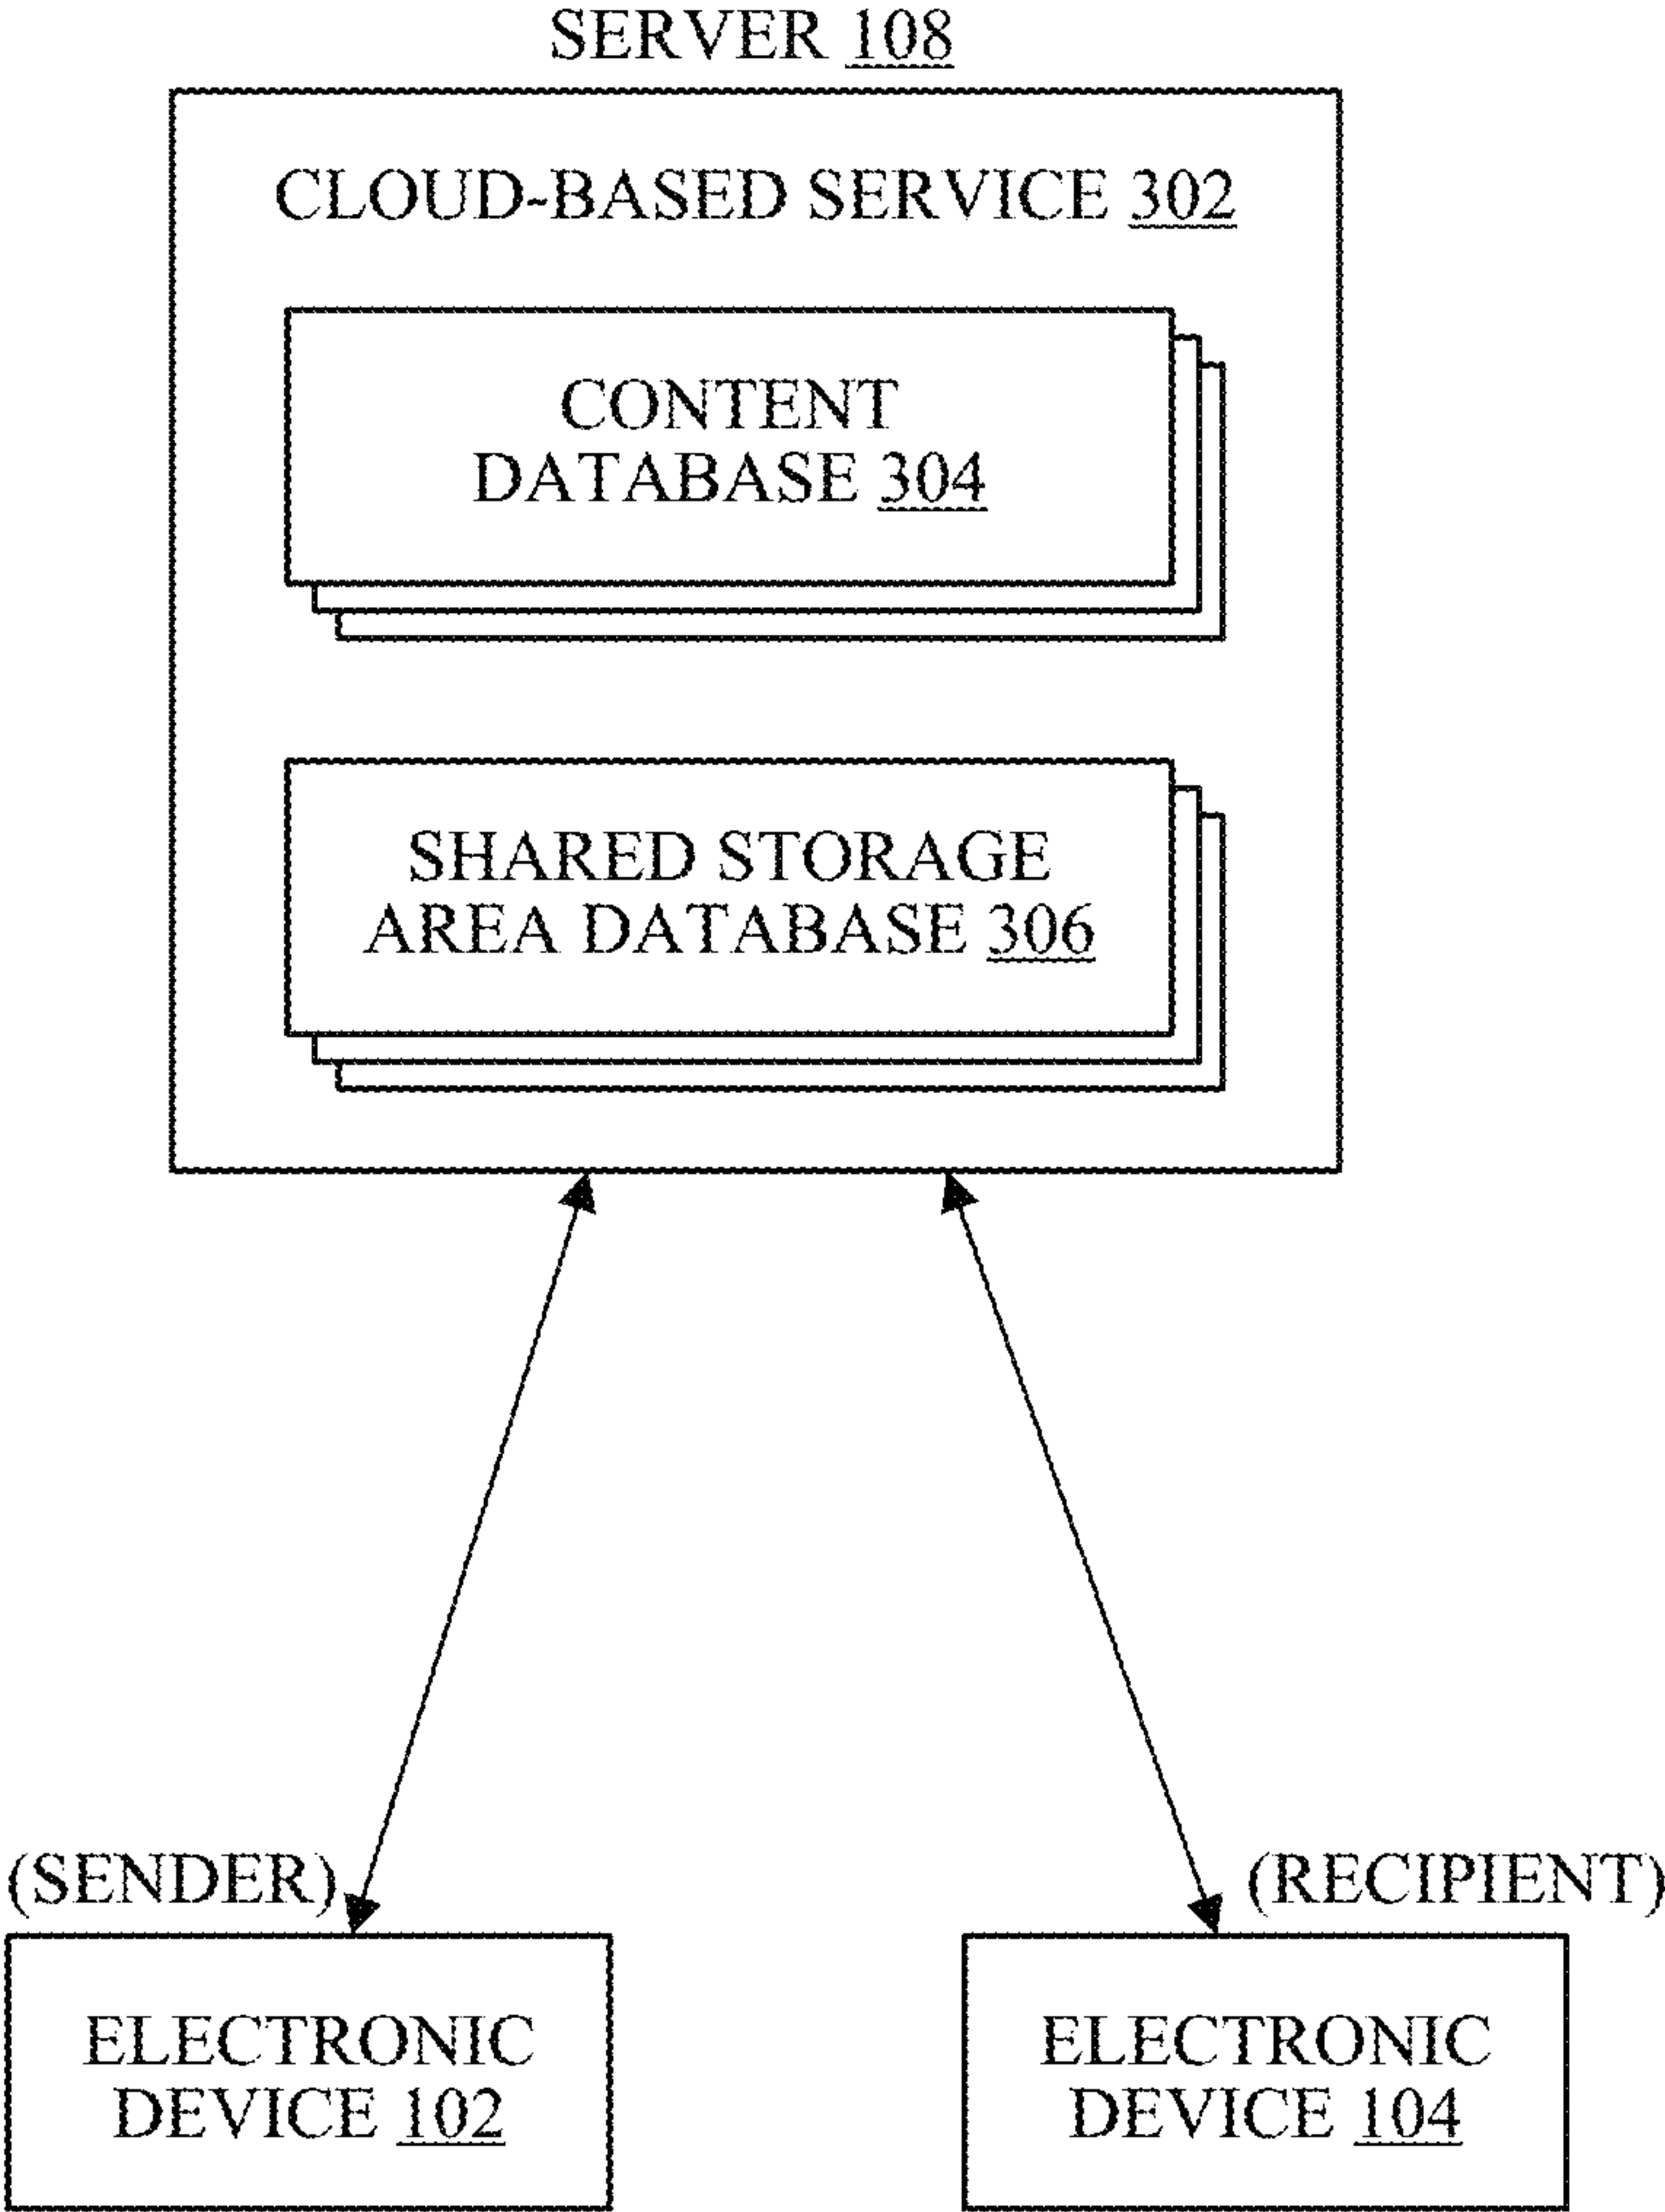 SERVER 108
CLOUD-BASED SERVICE 302
CONTENT
DATABASE 304
SHARED STORAGE
AREA DATABASE 306
(SENDER)
(RECIPIENT)
ELECTRONIC
DEVICE 102
ELECTRONIC
DEVICE 104